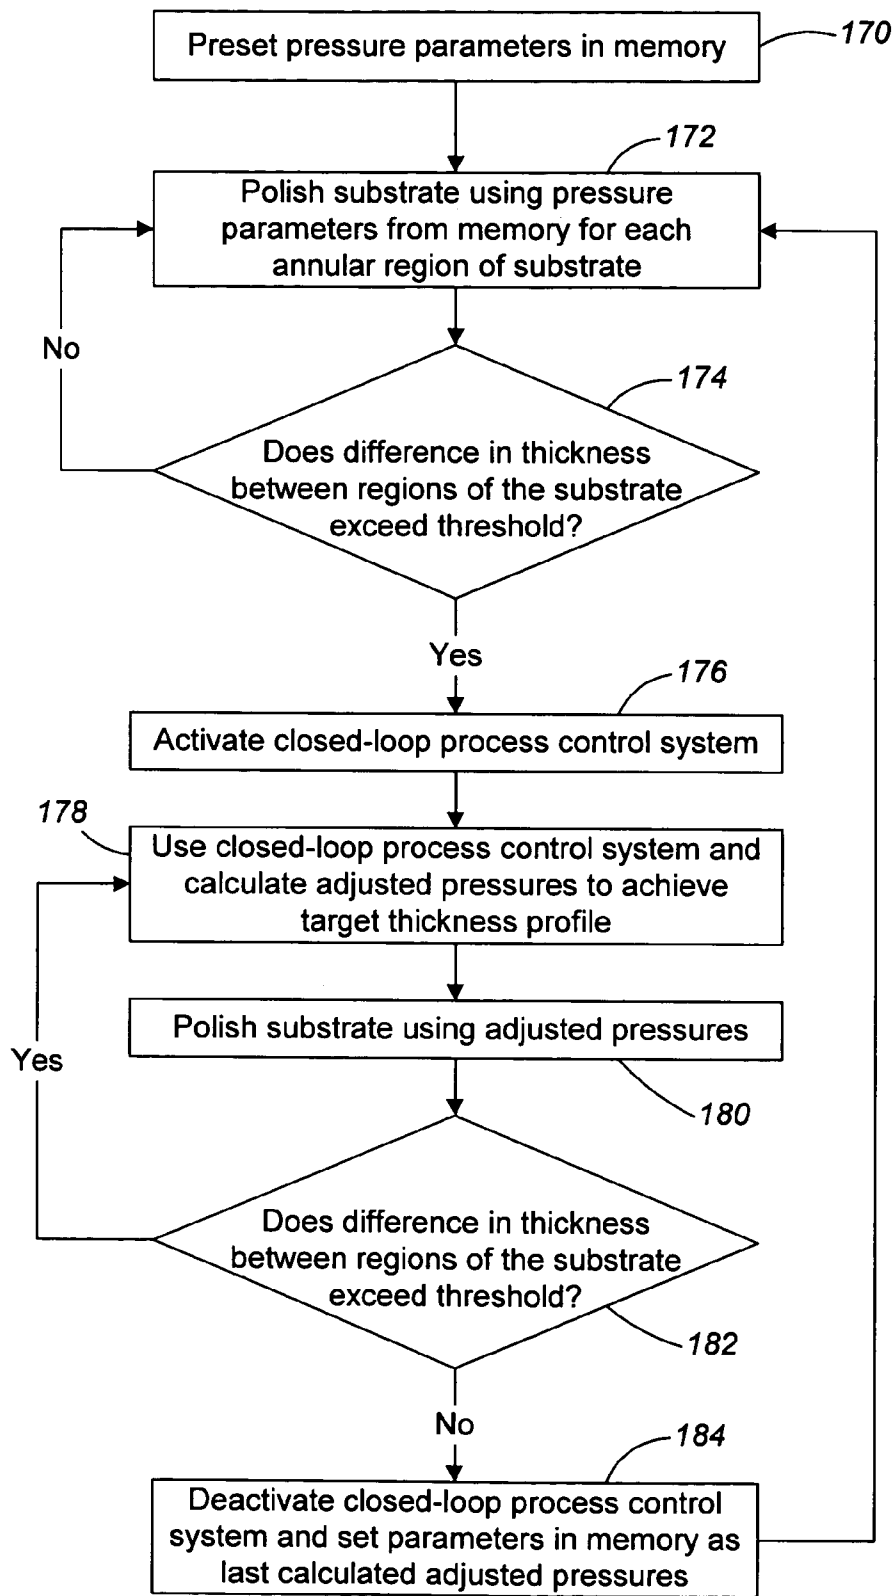 Preset pressure parameters in memory
170
172
Polish substrate using pressure
parameters from memory for each
annular region of substrate
No
174
Does difference in thickness
between regions of the substrate
exceed threshold?
Yes
176
Activate closed-loop process control system
178
Use closed-loop process control system and
calculate adjusted pressures to achieve
target thickness profile
Polish substrate using adjusted pressures
Yes
180
Does difference in thickness
between regions of the substrate
exceed threshold?
182
No
184
Deactivate closed-loop process control
system and set parameters in memory as
last calculated adjusted pressures